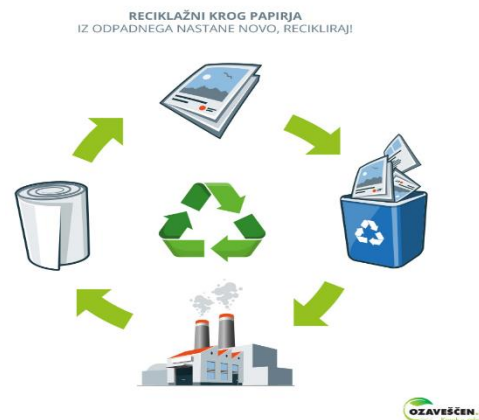 RECIKLAŽNI KROG PAPIRJA
IZ ODPADNEGA NASTANE NOVO, RECIKLIRAJ!
OZAVEŠČEN